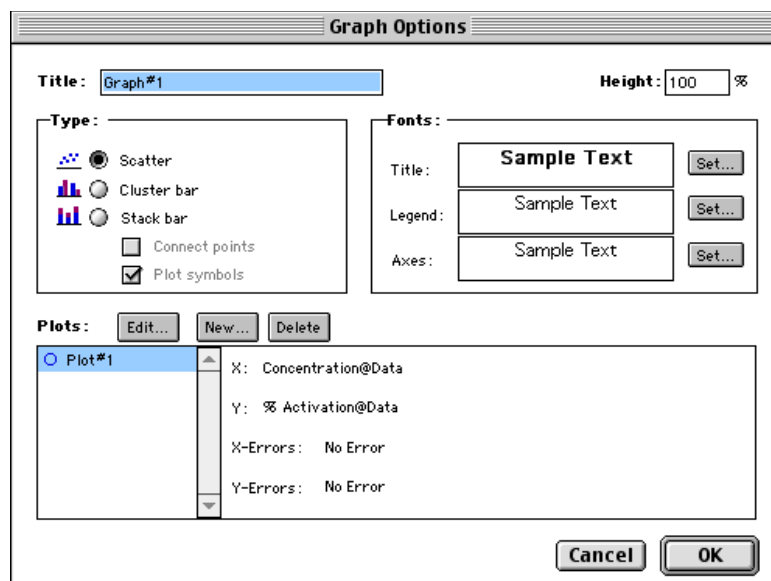 Graph Options
Title: Graph#1
Height: 100 %
Type:
Scatter
Cluster bar
Stack bar
Connect points
Plot symbols
Fonts:
Title: Sample Text Set...
Legend: Sample Text Set...
Axes: Sample Text Set...
Plots: Edit... New... Delete
Plot#1
X: Concentration@Data
Y: % Activation@Data
X-Errors: No Error
Y-Errors: No Error
Cancel OK